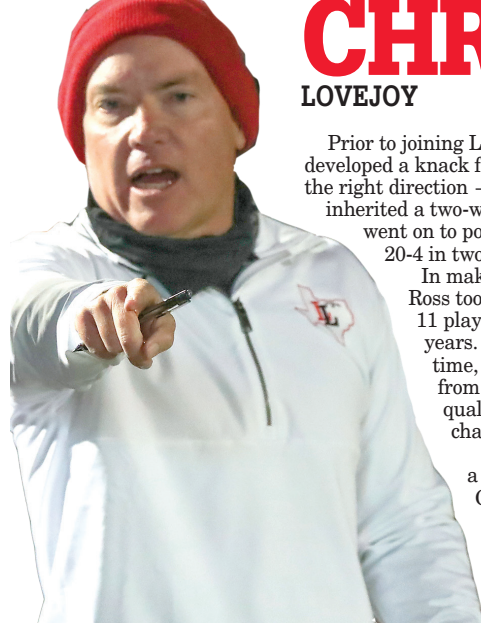 CHR
LOVEJOY
Prior to joining L
developed a knack f
the right direction -
inherited a two-w
went on to po
20-4 in two
In mak
Ross too
11 play
years.
time,
from
qual
cha
a
C
L